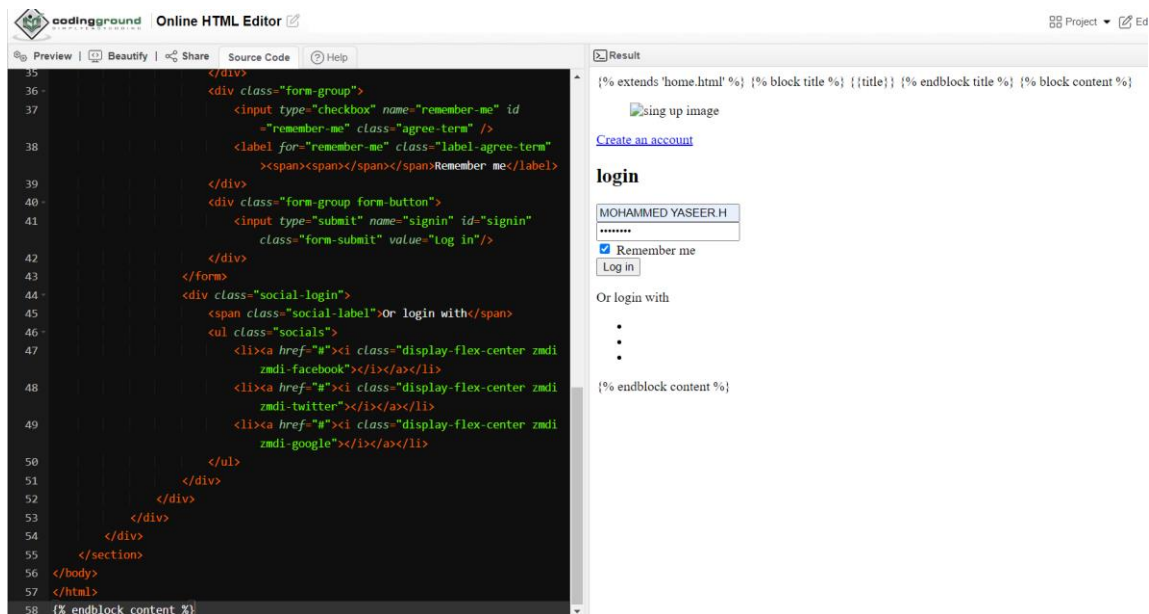 codingground
SIMPLYEASYLEARNING
Online HTML Editor
Project
Ed
Preview | Beautify | Share
Source Code
Help
Result
35 </div>
36 <div class="form-group">
37 <input type="checkbox" name="remember-me" id
="remember-me" class="agree-term" />
38 <label for="remember-me" class="label-agree-term"
><span><span></span></span>Remember me</label>
39 </div>
40 <div class="form-group form-button">
41 <input type="submit" name="signin" id="signin"
class="form-submit" value="Log in"/>
42 </div>
43 </form>
44 <div class="social-login">
45 <span class="social-label">Or login with</span>
46 <ul class="socials">
47 <li><a href="#"><i class="display-flex-center zmdi
zmdi-facebook"></i></a></li>
48 <li><a href="#"><i class="display-flex-center zmdi
zmdi-twitter"></i></a></li>
49 <li><a href="#"><i class="display-flex-center zmdi
zmdi-google"></i></a></li>
50 </ul>
51 </div>
52 </div>
53 </div>
54 </div>
55 </section>
56 </body>
57 </html>
58 {% endblock content %}
{% extends 'home.html' %} {% block title %} {{title}} {% endblock title %} {% block content %}
sing up image
Create an account
login
MOHAMMED YASEER.H
••••••••
Remember me
Log in
Or login with
{% endblock content %}